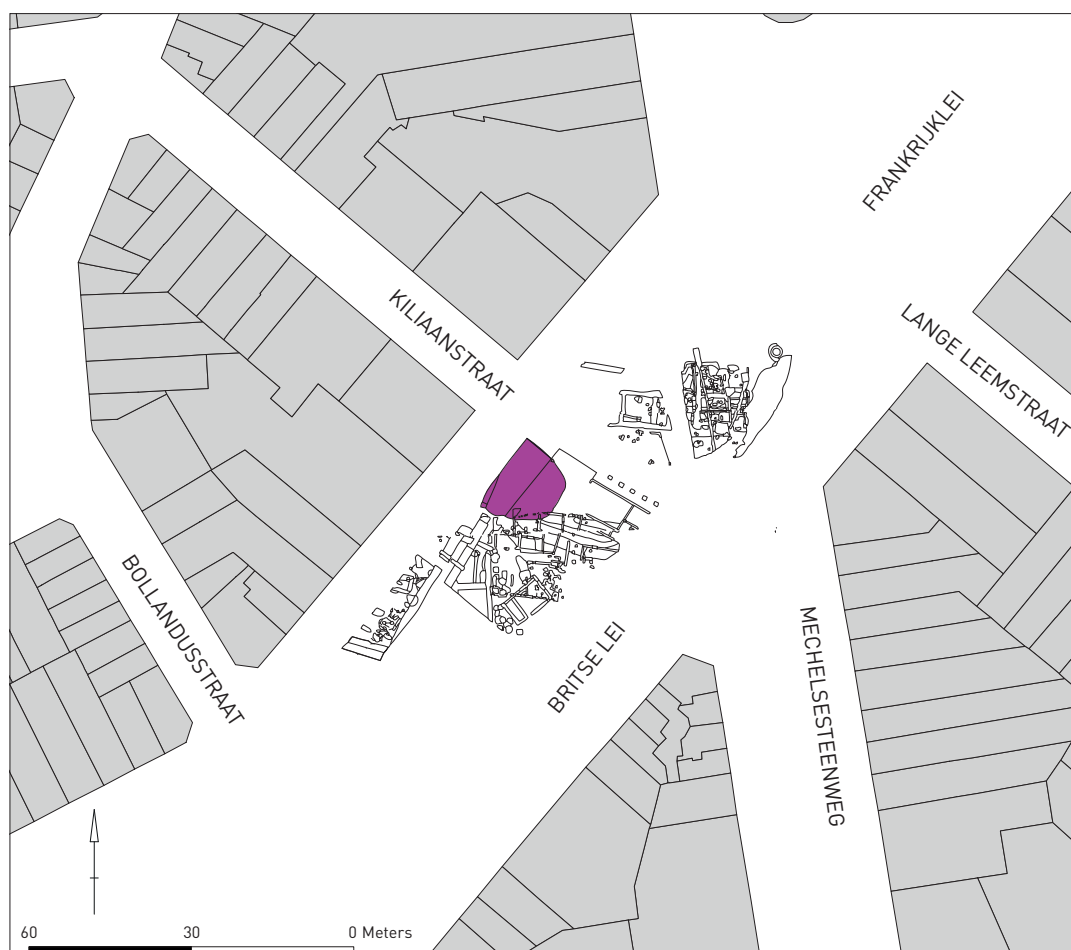 FRANKRIJKLEI
LANGE LEEMSTRAAT
KILIAANSTRAAT
BOLLANDUSSTRAAT
BRITSE LEI
MECHELSESTEENWEG
60 30 0 Meters